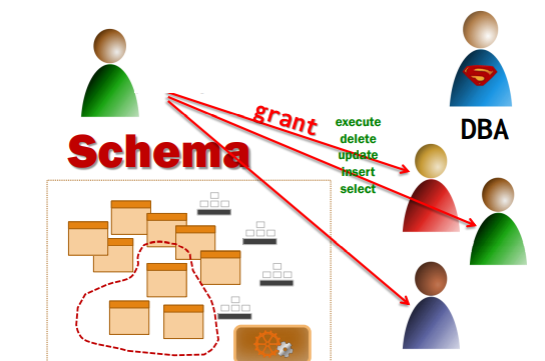 grant
execute
delete
update
insert
select
DBA
Schema